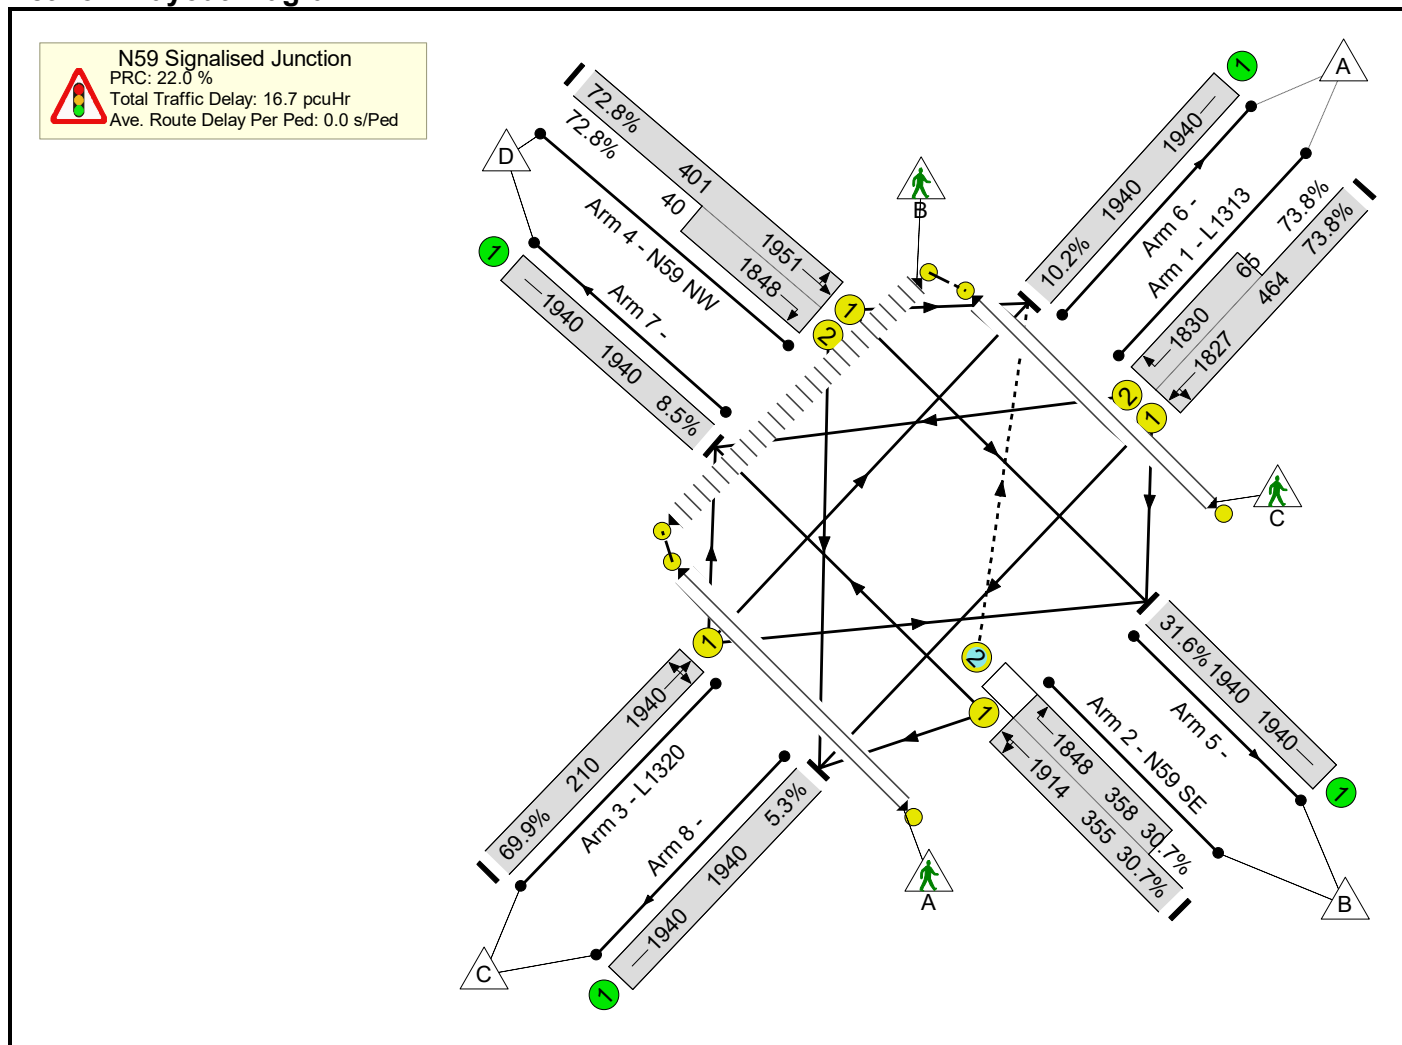 N59 Signalised Junction
PRC: 22.0 %
Total Traffic Delay: 16.7 pcuHr
Ave. Route Delay Per Ped: 0.0 s/Ped
72.8%
72.8%
401
40
1951
1848
Arm 4 - N59 NW
D
1
1940
1940
8.5%
Arm 7 -
B
1
2
1
A
1940
1940
10.2%
Arm 6 -
Arm 1 - L1313
73.8%
73.8%
65
464
1830
1827
2
1
C
1
1940
210
69.9%
Arm 3 - L1320
Arm 8 -
5.3%
1940
1940
1
C
A
2
1
1848
358
30.7%
1914
355
30.7%
Arm 2 - N59 SE
Arm 5 -
31.6%
1940
1940
1
B